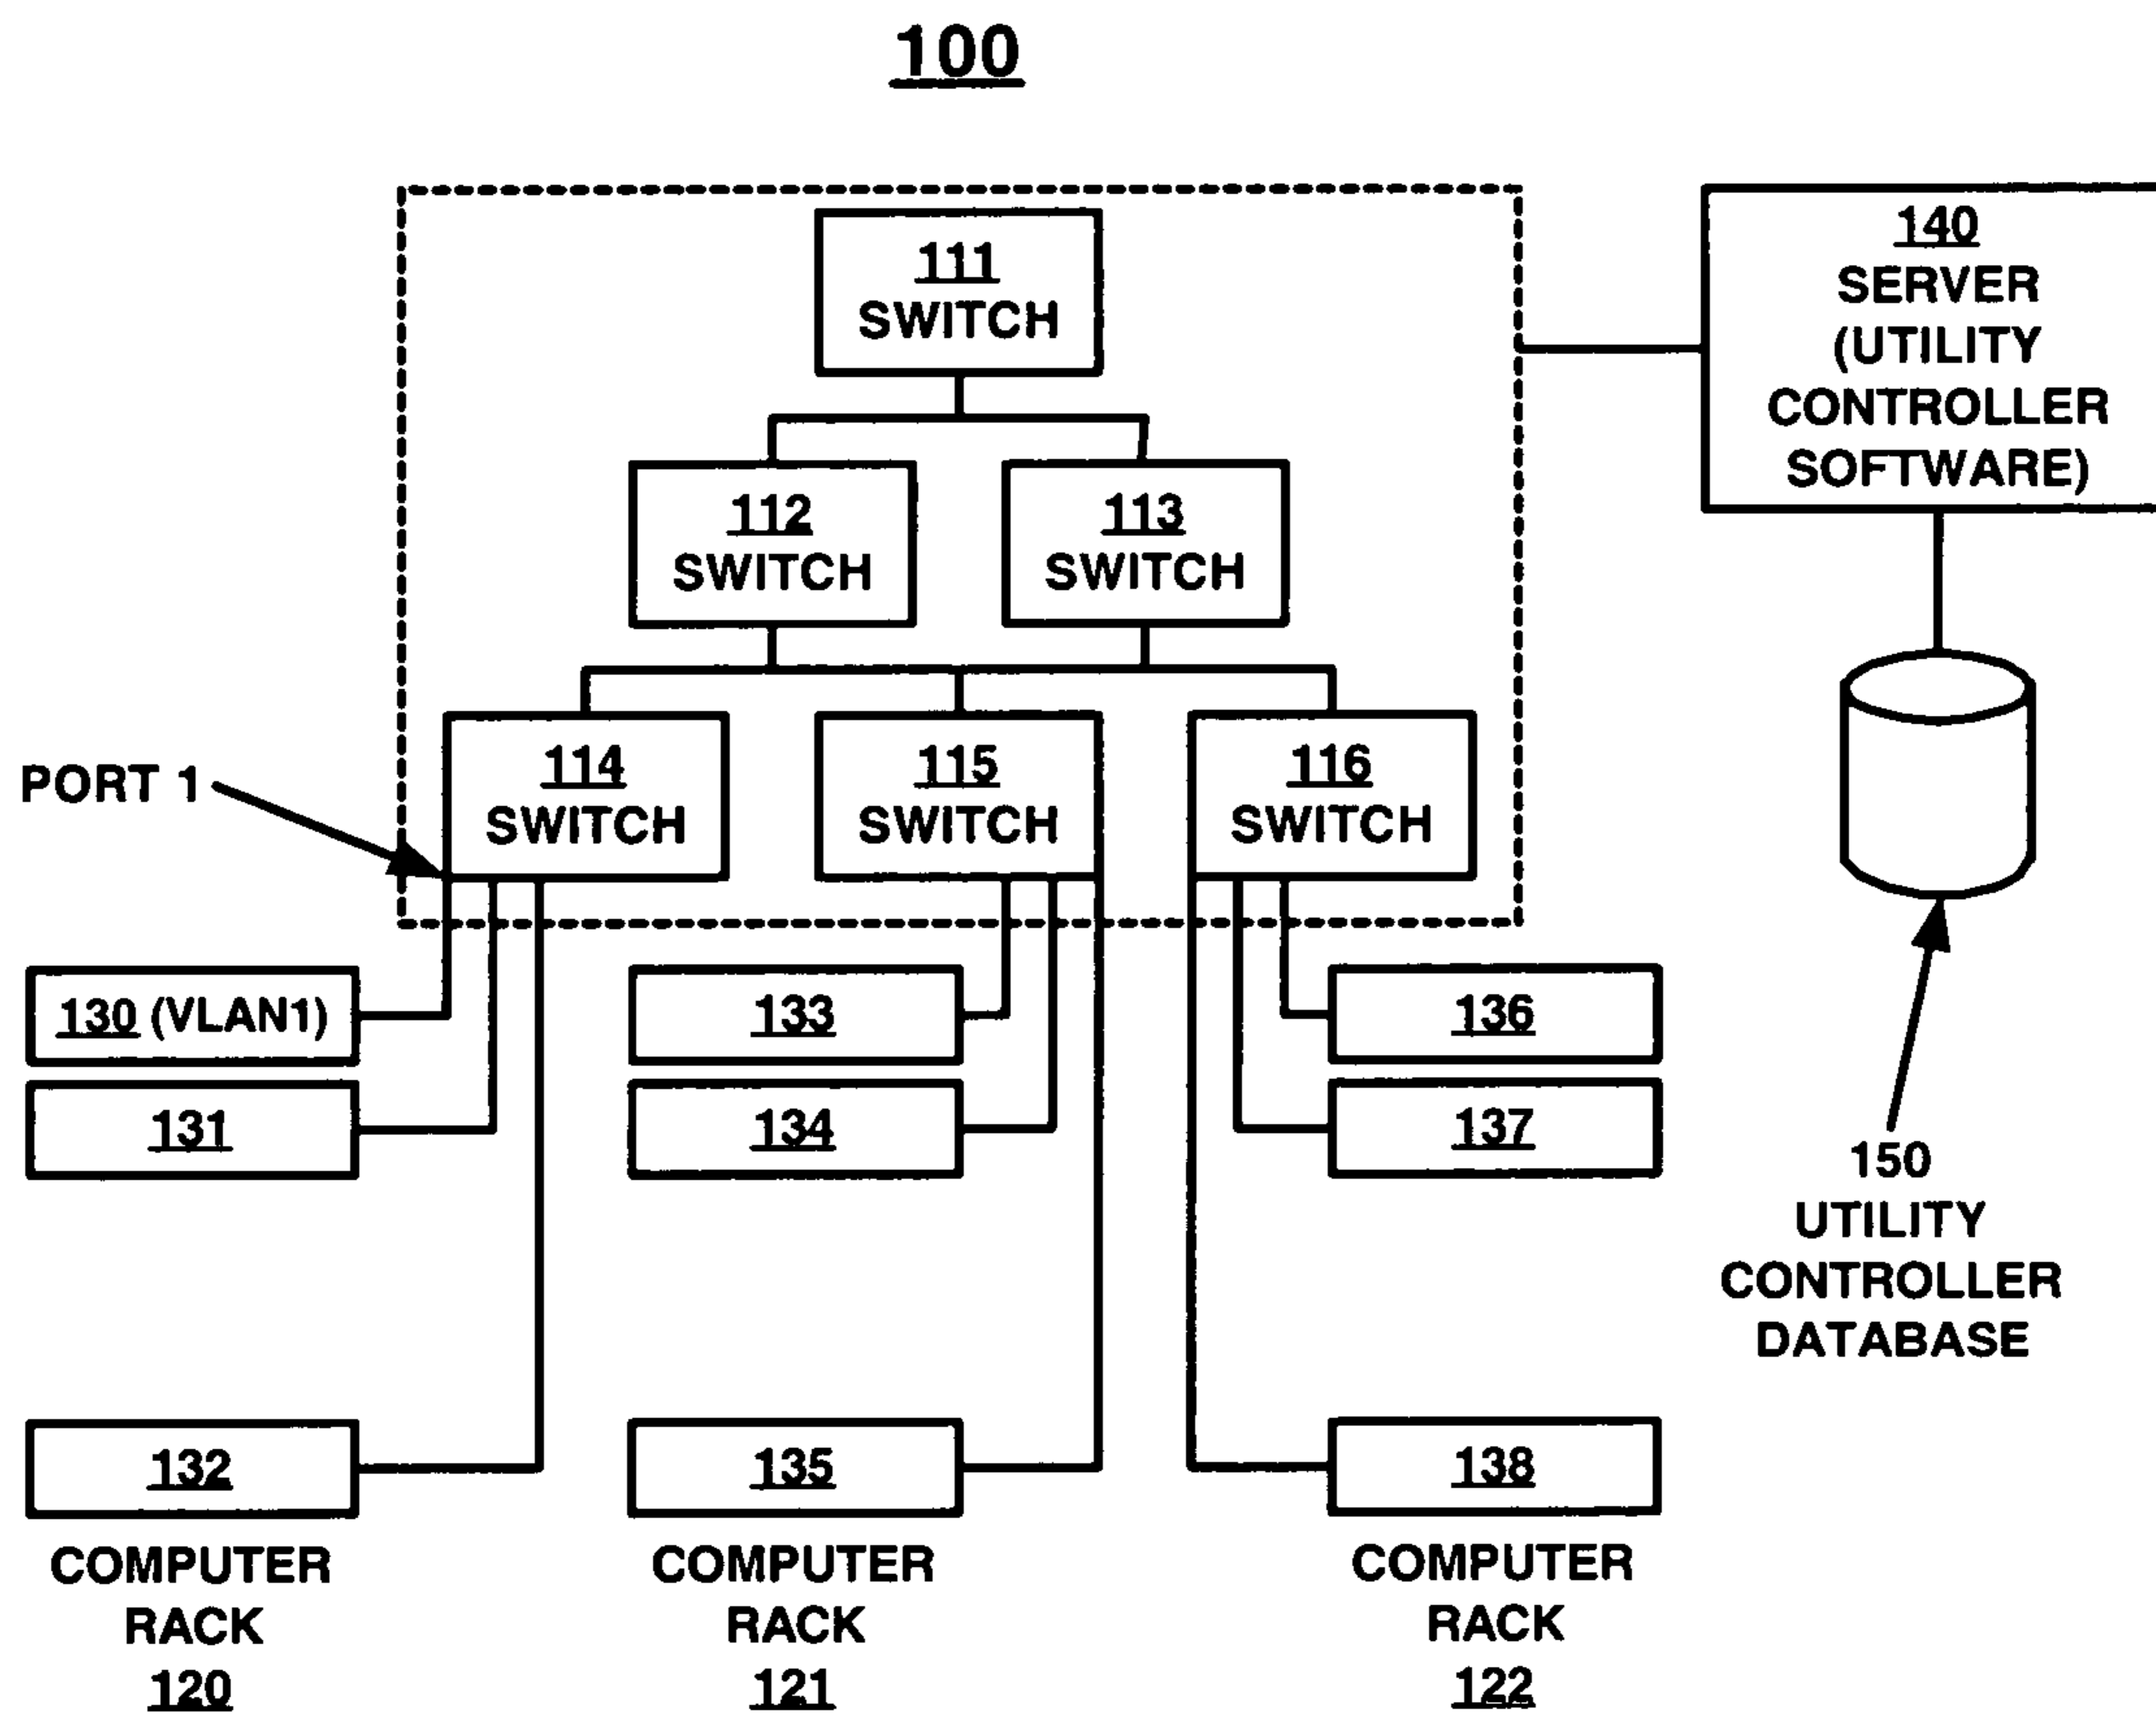 100
111
SWITCH
140
SERVER
(UTILITY
CONTROLLER
SOFTWARE)
112
SWITCH
113
SWITCH
PORT 1
114
SWITCH
115
SWITCH
116
SWITCH
130 (VLAN1)
133
136
131
134
137
150
UTILITY
CONTROLLER
DATABASE
132
135
138
COMPUTER
RACK
120
COMPUTER
RACK
121
COMPUTER
RACK
122